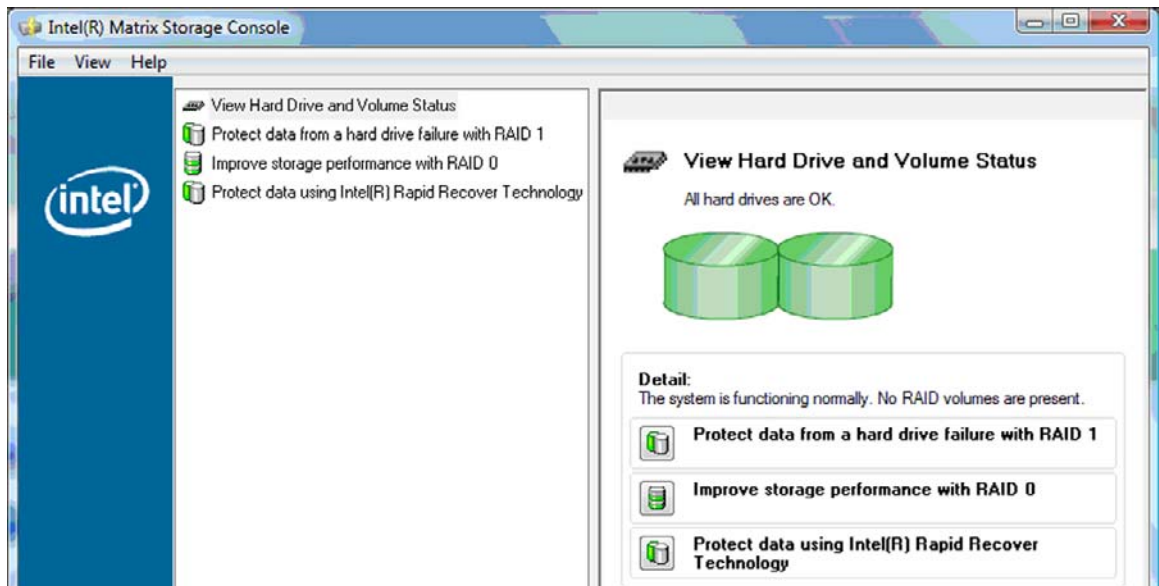 Intel(R) Matrix Storage Console
File View Help
intel
View Hard Drive and Volume Status
Protect data from a hard drive failure with RAID 1
Improve storage performance with RAID 0
Protect data using Intel(R) Rapid Recover Technology
View Hard Drive and Volume Status
All hard drives are OK.
Detail:
The system is functioning normally. No RAID volumes are present.
Protect data from a hard drive failure with RAID 1
Improve storage performance with RAID 0
Protect data using Intel(R) Rapid Recover
Technology